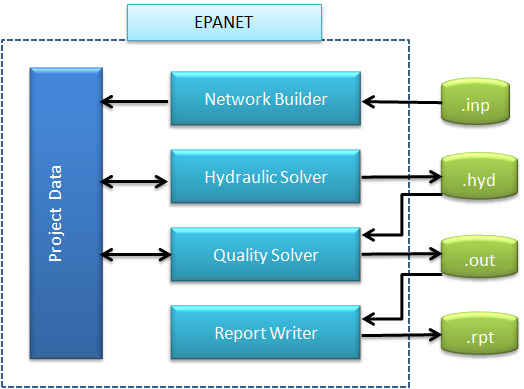 EPANET
Project Data
Network Builder
.inp
Hydraulic Solver
.hyd
Quality Solver
.out
Report Writer
.rpt